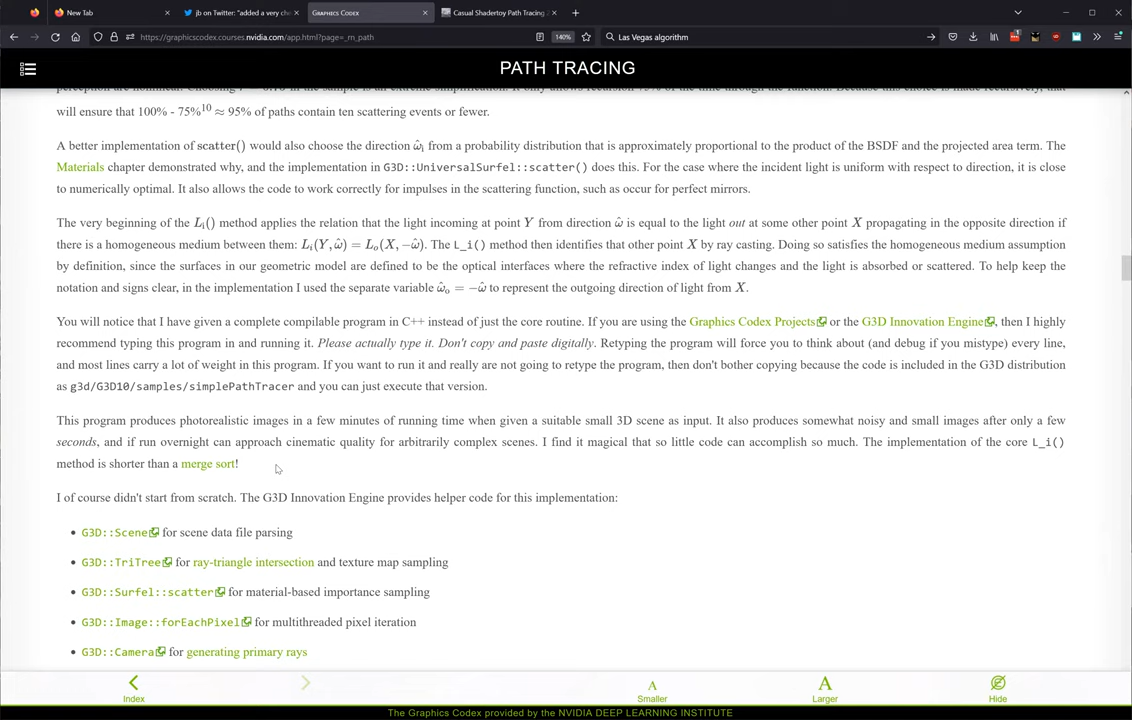 New Tab
jb on Twitter: "added a very che
GRAPHICS CODEX
Casual Shadertoy Path Tracing 2
https://graphicscodex.courses.nvidia.com/app.html?page=_rn_path
140%
Las Vegas algorithm
PATH TRACING
will ensure that 100% - 75%¹⁰ ≈ 95% of paths contain ten scattering events or fewer.
A better implementation of scatter() would also choose the direction ω̂ᵢ from a probability distribution that is approximately proportional to the product of the BSDF and the projected area term. The
Materials chapter demonstrated why, and the implementation in G3D::UniversalSurfel::scatter() does this. For the case where the incident light is uniform with respect to direction, it is close
to numerically optimal. It also allows the code to work correctly for impulses in the scattering function, such as occur for perfect mirrors.
The very beginning of the Lᵢ() method applies the relation that the light incoming at point Y from direction ω̂ is equal to the light out at some other point X propagating in the opposite direction if
there is a homogeneous medium between them: Lᵢ(Y, ω̂) = Lₒ(X, −ω̂). The L_i() method then identifies that other point X by ray casting. Doing so satisfies the homogeneous medium assumption
by definition, since the surfaces in our geometric model are defined to be the optical interfaces where the refractive index of light changes and the light is absorbed or scattered. To help keep the
notation and signs clear, in the implementation I used the separate variable ω̂ₒ = −ω̂ to represent the outgoing direction of light from X.
You will notice that I have given a complete compilable program in C++ instead of just the core routine. If you are using the Graphics Codex Projects or the G3D Innovation Engine, then I highly
recommend typing this program in and running it. Please actually type it. Don't copy and paste digitally. Retyping the program will force you to think about (and debug if you mistype) every line,
and most lines carry a lot of weight in this program. If you want to run it and really are not going to retype the program, then don't bother copying because the code is included in the G3D distribution
as g3d/G3D10/samples/simplePathTracer and you can just execute that version.
This program produces photorealistic images in a few minutes of running time when given a suitable small 3D scene as input. It also produces somewhat noisy and small images after only a few
seconds, and if run overnight can approach cinematic quality for arbitrarily complex scenes. I find it magical that so little code can accomplish so much. The implementation of the core L_i()
method is shorter than a merge sort!
I of course didn't start from scratch. The G3D Innovation Engine provides helper code for this implementation:
• G3D::Scene for scene data file parsing
• G3D::TriTree for ray-triangle intersection and texture map sampling
• G3D::Surfel::scatter for material-based importance sampling
• G3D::Image::forEachPixel for multithreaded pixel iteration
• G3D::Camera for generating primary rays
Index
Smaller
Larger
Hide
The Graphics Codex provided by the NVIDIA DEEP LEARNING INSTITUTE